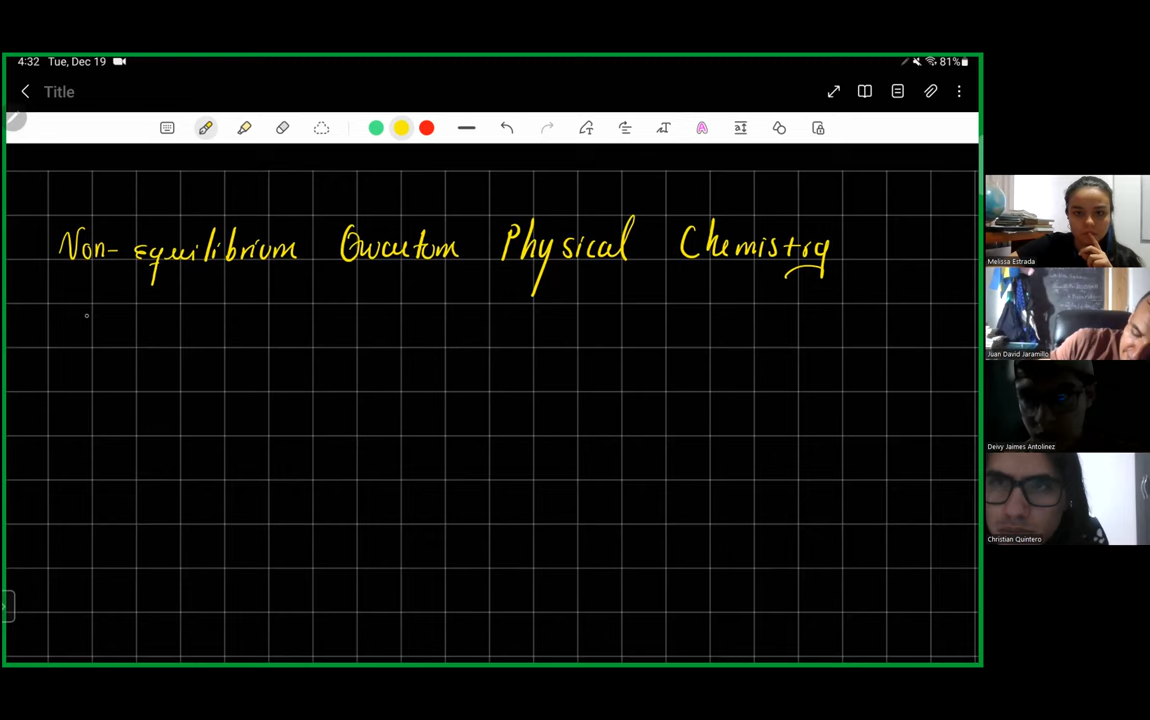 4:32 Tue, Dec 19 81%
Title
Non-equilibrium Quantum Physical Chemistry
Melissa Estrada
Juan David Jaramillo
Deivy Jaimes Antolinez
Christian Quintero